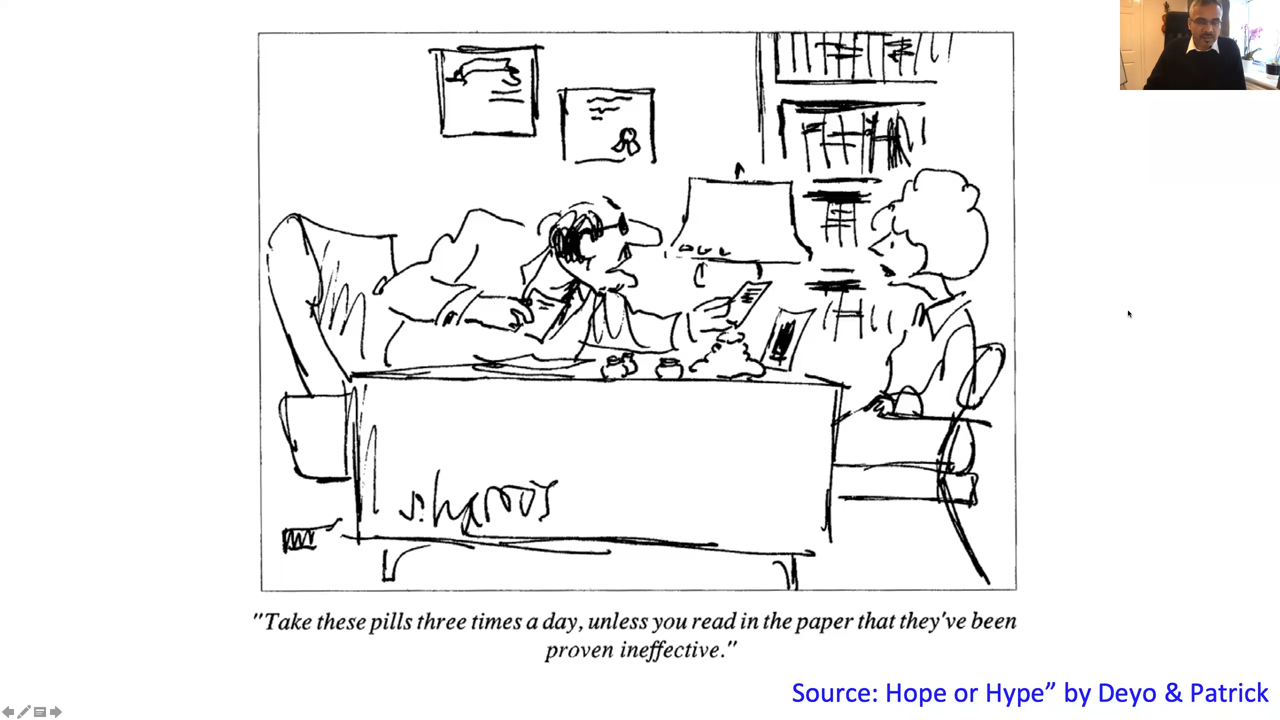 s.harris
"Take these pills three times a day, unless you read in the paper that they've been
proven ineffective."
Source: Hope or Hype” by Deyo & Patrick